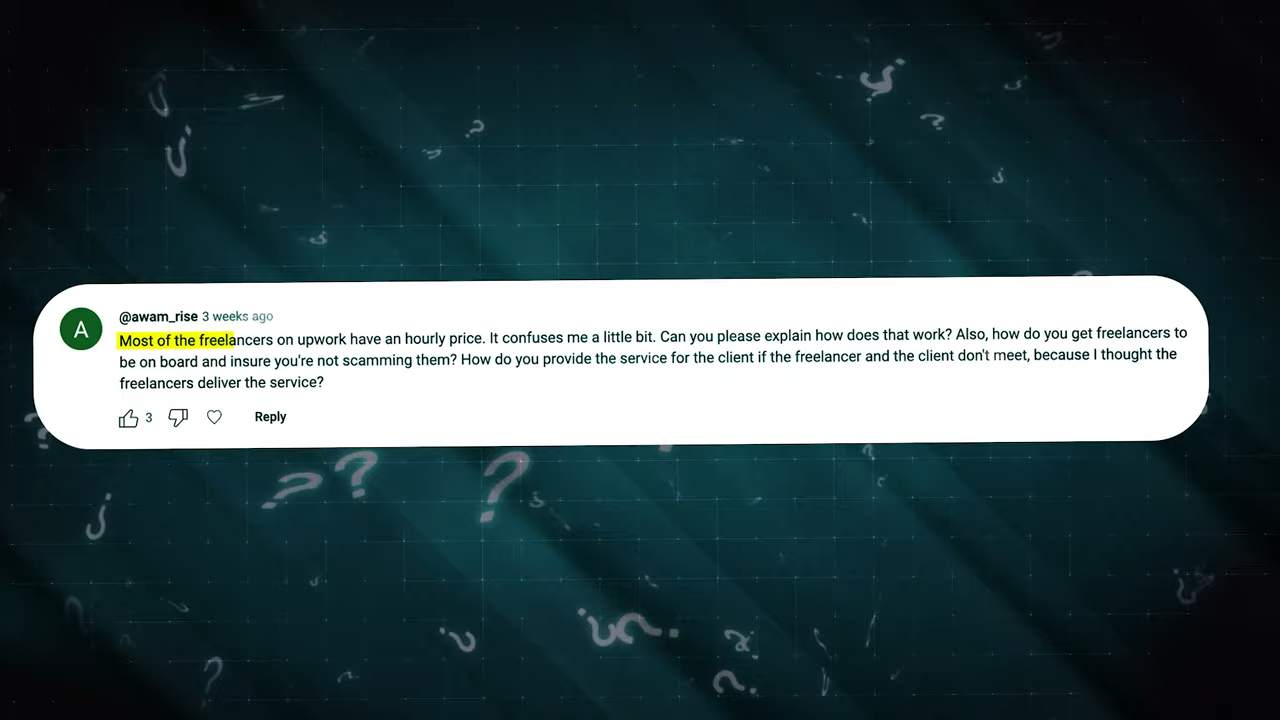 A
@awam_rise 3 weeks ago
Most of the freelancers on upwork have an hourly price. It confuses me a little bit. Can you please explain how does that work? Also, how do you get freelancers to
be on board and insure you're not scamming them? How do you provide the service for the client if the freelancer and the client don't meet, because I thought the
freelancers deliver the service?
3
Reply